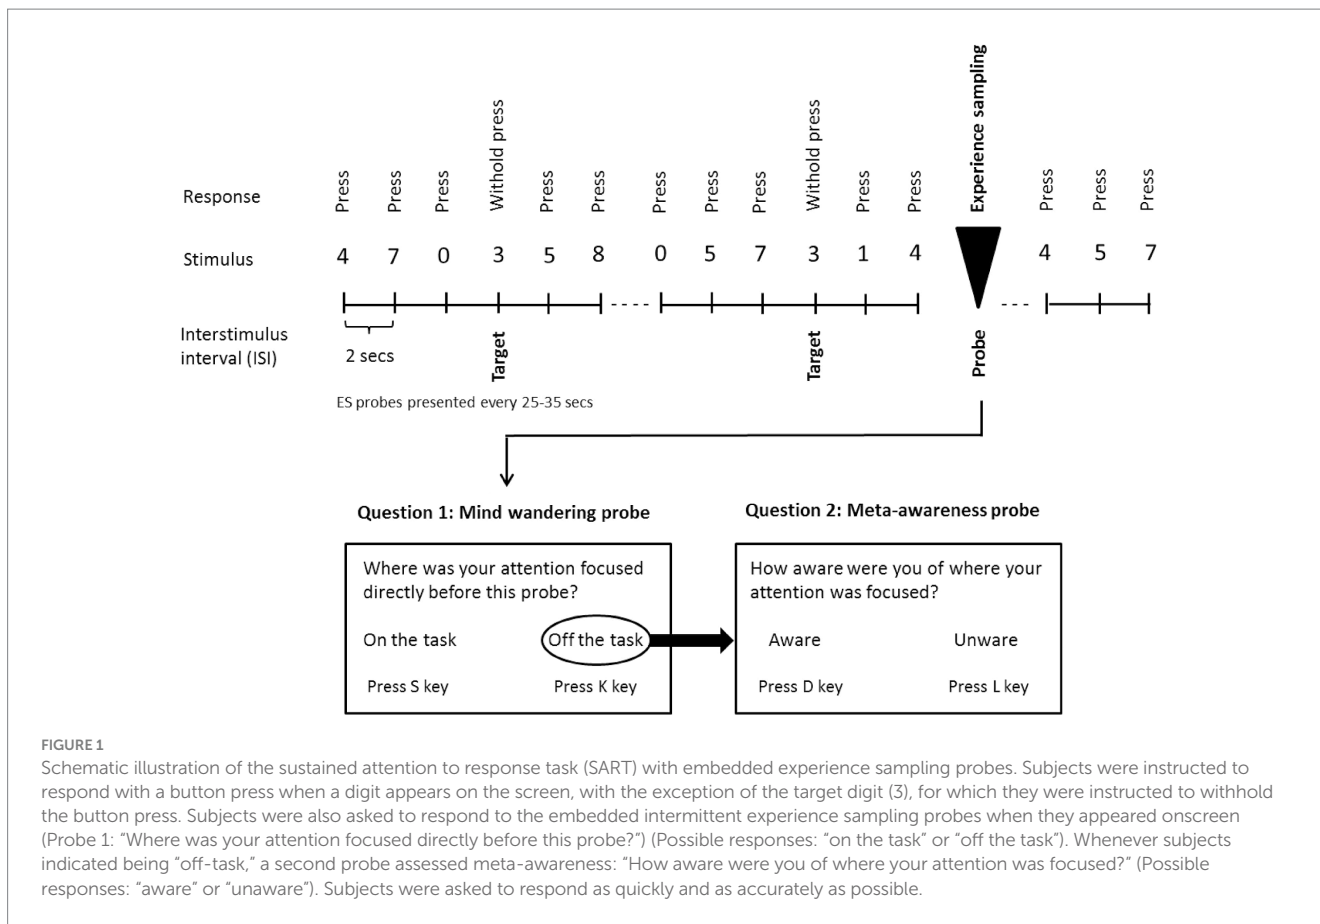 Response
Press Press Press Withold press Press Press Press Press Press Withold press Press Press Experience sampling Press Press Press
Stimulus
4 7 0 3 5 8 0 5 7 3 1 4 4 5 7
Interstimulus
interval (ISI)
2 secs
Target Target Probe
ES probes presented every 25-35 secs
Question 1: Mind wandering probe
Where was your attention focused
directly before this probe?
On the task Off the task
Press S key Press K key
Question 2: Meta-awareness probe
How aware were you of where your
attention was focused?
Aware Unware
Press D key Press L key
FIGURE 1
Schematic illustration of the sustained attention to response task (SART) with embedded experience sampling probes. Subjects were instructed to
respond with a button press when a digit appears on the screen, with the exception of the target digit (3), for which they were instructed to withhold
the button press. Subjects were also asked to respond to the embedded intermittent experience sampling probes when they appeared onscreen
(Probe 1: “Where was your attention focused directly before this probe?”) (Possible responses: “on the task” or “off the task”). Whenever subjects
indicated being “off-task,” a second probe assessed meta-awareness: “How aware were you of where your attention was focused?“ (Possible
responses: “aware” or “unaware”). Subjects were asked to respond as quickly and as accurately as possible.